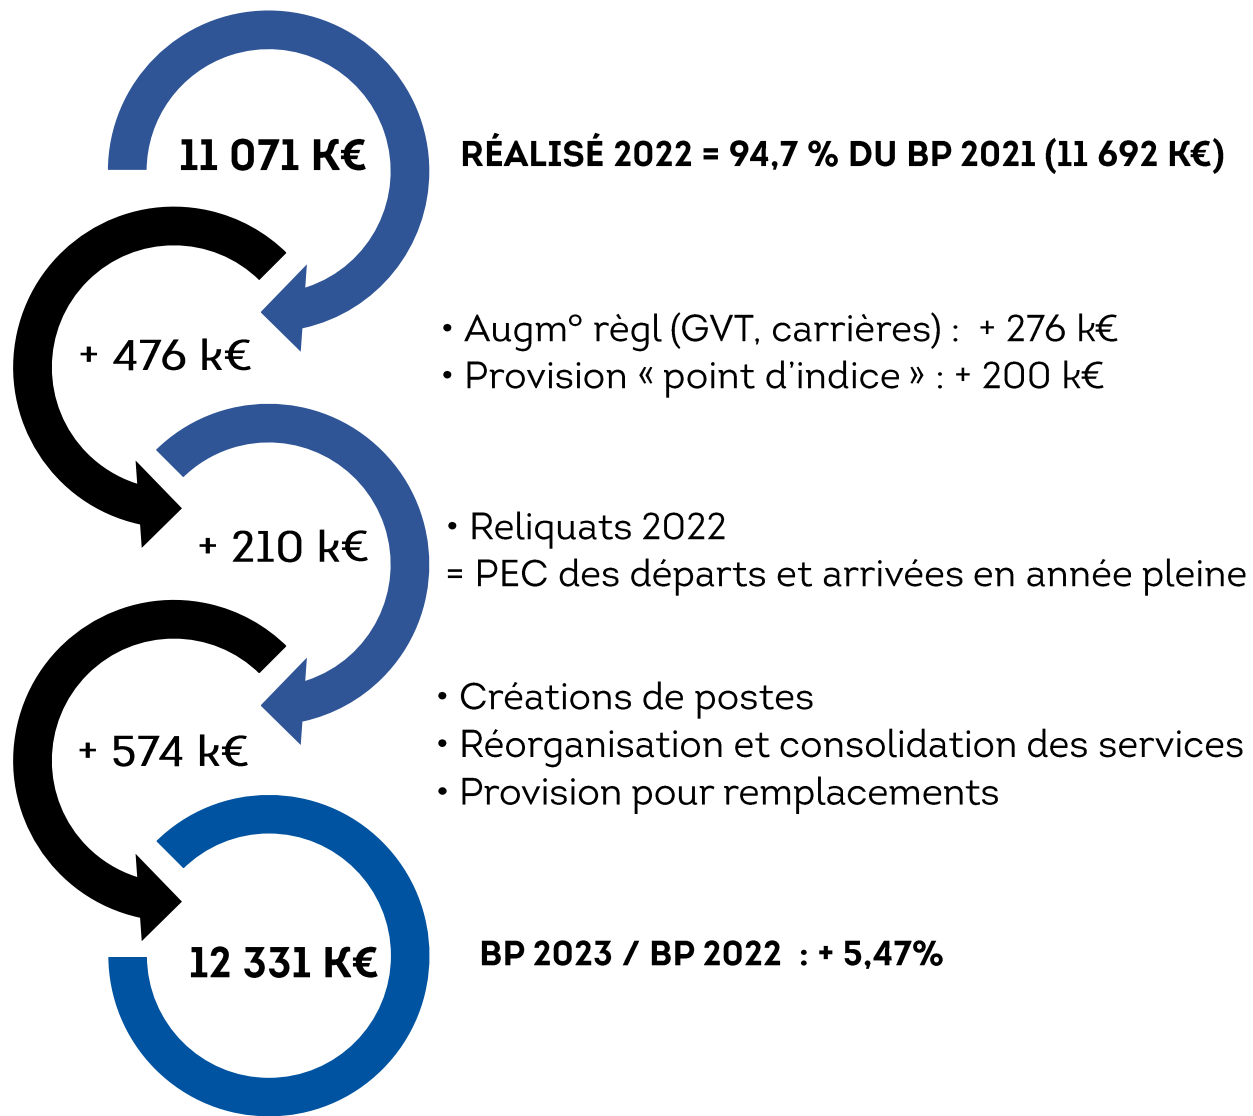 11 071 K€
RÉALISÉ 2022 = 94,7 % DU BP 2021 (11 692 K€)
+ 476 k€
• Augm° règl (GVT, carrières) : + 276 k€
• Provision « point d’indice » : + 200 k€
+ 210 k€
• Reliquats 2022
= PEC des départs et arrivées en année pleine
+ 574 k€
• Créations de postes
• Réorganisation et consolidation des services
• Provision pour remplacements
12 331 K€
BP 2023 / BP 2022 : + 5,47%